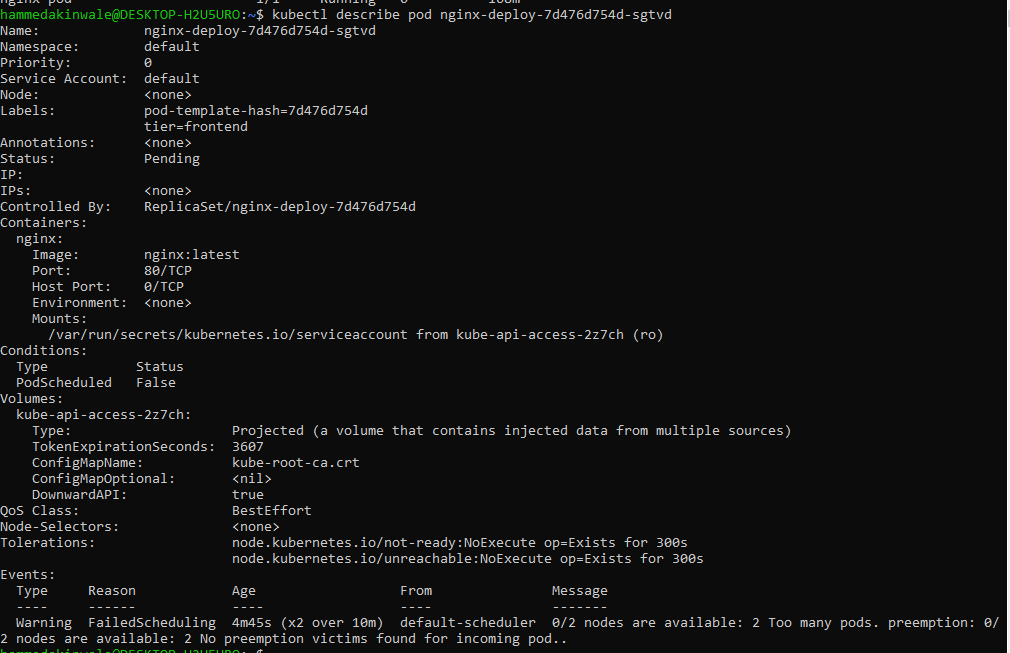 nginx-pod 1/1 Running 0 100m
hammedakinwale@DESKTOP-H2U5URO:~$ kubectl describe pod nginx-deploy-7d476d754d-sgtvd
Name: nginx-deploy-7d476d754d-sgtvd
Namespace: default
Priority: 0
Service Account: default
Node: <none>
Labels: pod-template-hash=7d476d754d
tier=frontend
Annotations: <none>
Status: Pending
IP:
IPs: <none>
Controlled By: ReplicaSet/nginx-deploy-7d476d754d
Containers:
nginx:
Image: nginx:latest
Port: 80/TCP
Host Port: 0/TCP
Environment: <none>
Mounts:
/var/run/secrets/kubernetes.io/serviceaccount from kube-api-access-2z7ch (ro)
Conditions:
Type Status
PodScheduled False
Volumes:
kube-api-access-2z7ch:
Type: Projected (a volume that contains injected data from multiple sources)
TokenExpirationSeconds: 3607
ConfigMapName: kube-root-ca.crt
ConfigMapOptional: <nil>
DownwardAPI: true
QoS Class: BestEffort
Node-Selectors: <none>
Tolerations: node.kubernetes.io/not-ready:NoExecute op=Exists for 300s
node.kubernetes.io/unreachable:NoExecute op=Exists for 300s
Events:
Type Reason Age From Message
---- ------ ---- ---- -------
Warning FailedScheduling 4m45s (x2 over 10m) default-scheduler 0/2 nodes are available: 2 Too many pods. preemption: 0/
2 nodes are available: 2 No preemption victims found for incoming pod..
hammedakinwale@DESKTOP-H2U5URO:~$